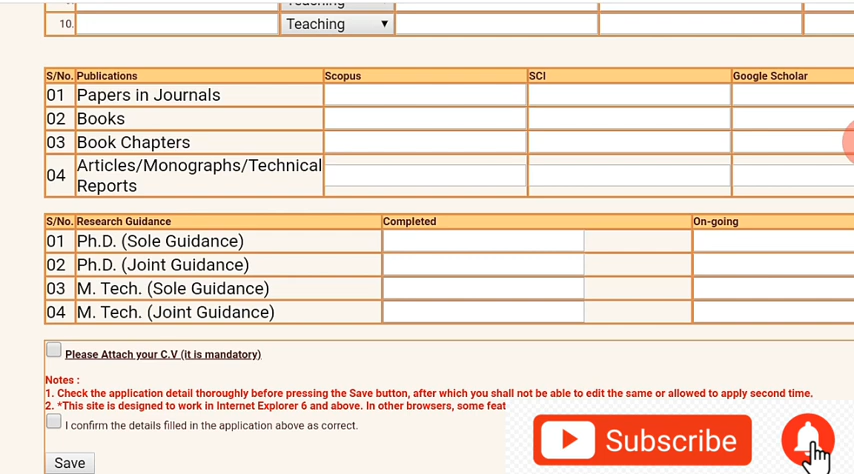 10. Teaching
S/No. Publications Scopus SCI Google Scholar
01 Papers in Journals
02 Books
03 Book Chapters
04 Articles/Monographs/Technical
Reports
S/No. Research Guidance Completed On-going
01 Ph.D. (Sole Guidance)
02 Ph.D. (Joint Guidance)
03 M. Tech. (Sole Guidance)
04 M. Tech. (Joint Guidance)
Please Attach your C.V (it is mandatory)
Notes :
1. Check the application detail thoroughly before pressing the Save button, after which you shall not be able to edit the same or allowed to apply second time.
2. *This site is designed to work in Internet Explorer 6 and above. In other browsers, some feat
I confirm the details filled in the application above as correct.
Subscribe
Save